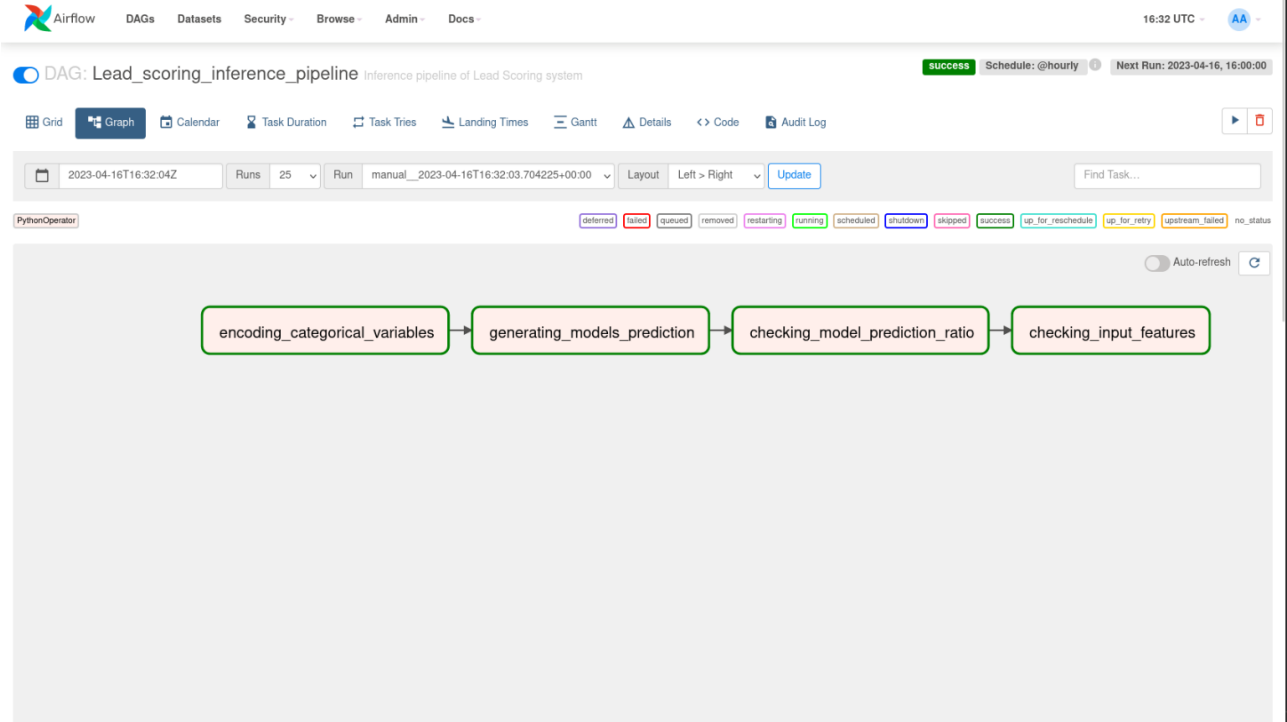 Airflow DAGs Datasets Security Browse Admin Docs 16:32 UTC AA
DAG: Lead_scoring_inference_pipeline Inference pipeline of Lead Scoring system success Schedule: @hourly Next Run: 2023-04-16, 16:00:00
Grid Graph Calendar Task Duration Task Tries Landing Times Gantt Details <> Code Audit Log
2023-04-16T16:32:04Z Runs 25 Run manual__2023-04-16T16:32:03.704225+00:00 Layout Left > Right Update Find Task...
PythonOperator deferred failed queued removed restarting running scheduled shutdown skipped success up_for_reschedule up_for_retry upstream_failed no_status
Auto-refresh
encoding_categorical_variables generating_models_prediction checking_model_prediction_ratio checking_input_features